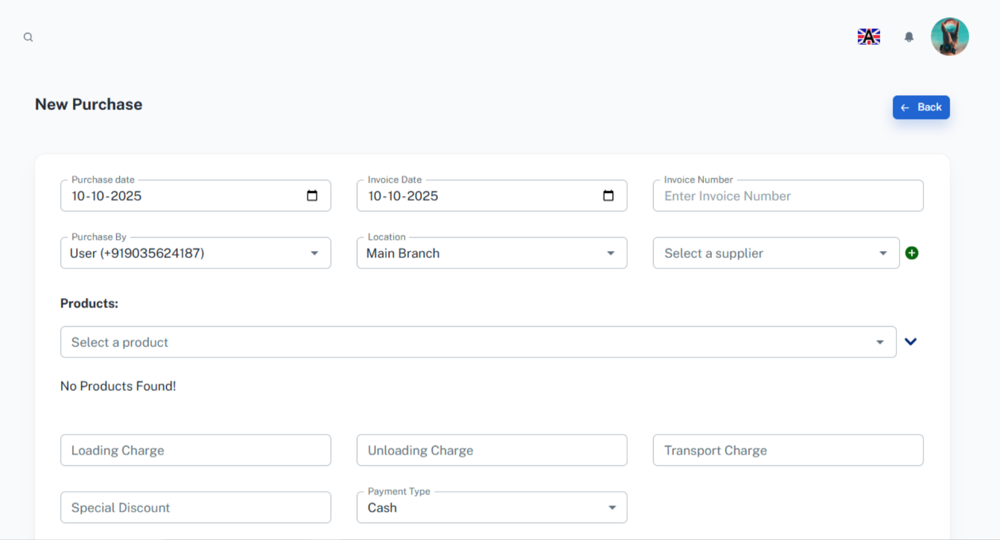 A
New Purchase
← Back
Purchase date
10-10-2025
Invoice Date
10-10-2025
Invoice Number
Enter Invoice Number
Purchase By
User (+919035624187)
Location
Main Branch
Select a supplier
Products:
Select a product
No Products Found!
Loading Charge
Unloading Charge
Transport Charge
Special Discount
Payment Type
Cash